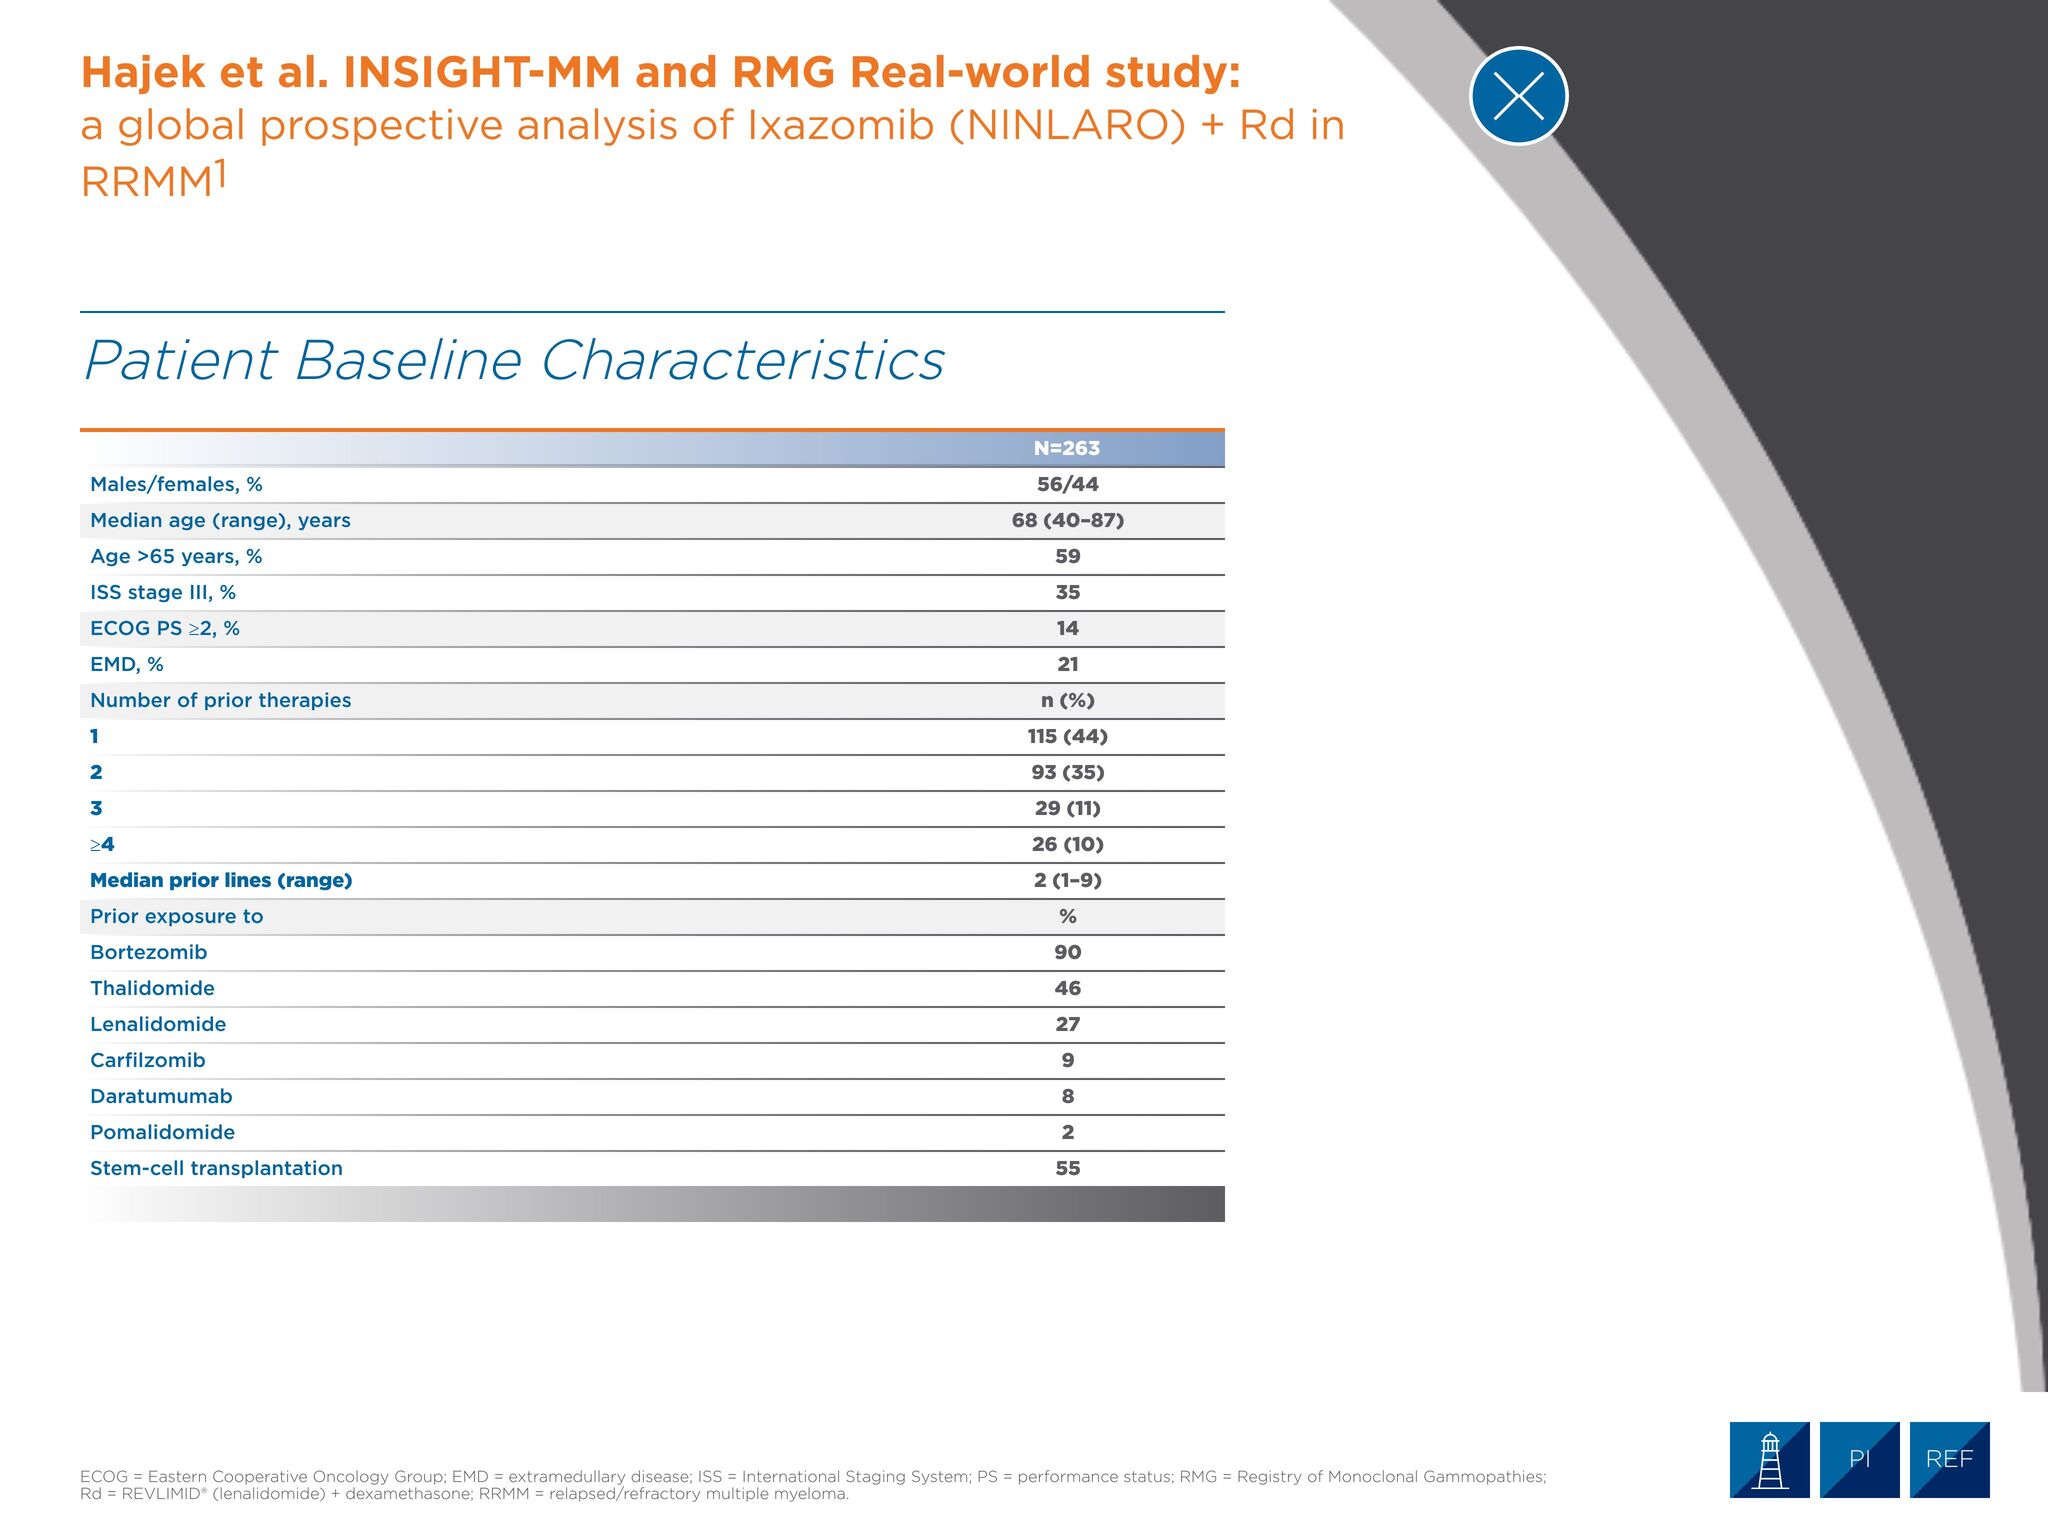 Hajek et al. INSIGHT-MM and RMG Real-world study:
a global prospective analysis of Ixazomib (NINLARO) + Rd in
RRMM¹
Patient Baseline Characteristics
N=263
Males/females, % 56/44
Median age (range), years 68 (40–87)
Age >65 years, % 59
ISS stage III, % 35
ECOG PS ≥2, % 14
EMD, % 21
Number of prior therapies n (%)
1 115 (44)
2 93 (35)
3 29 (11)
≥4 26 (10)
Median prior lines (range) 2 (1–9)
Prior exposure to %
Bortezomib 90
Thalidomide 46
Lenalidomide 27
Carfilzomib 9
Daratumumab 8
Pomalidomide 2
Stem-cell transplantation 55
PI REF
ECOG = Eastern Cooperative Oncology Group; EMD = extramedullary disease; ISS = International Staging System; PS = performance status; RMG = Registry of Monoclonal Gammopathies;
Rd = REVLIMID® (lenalidomide) + dexamethasone; RRMM = relapsed/refractory multiple myeloma.